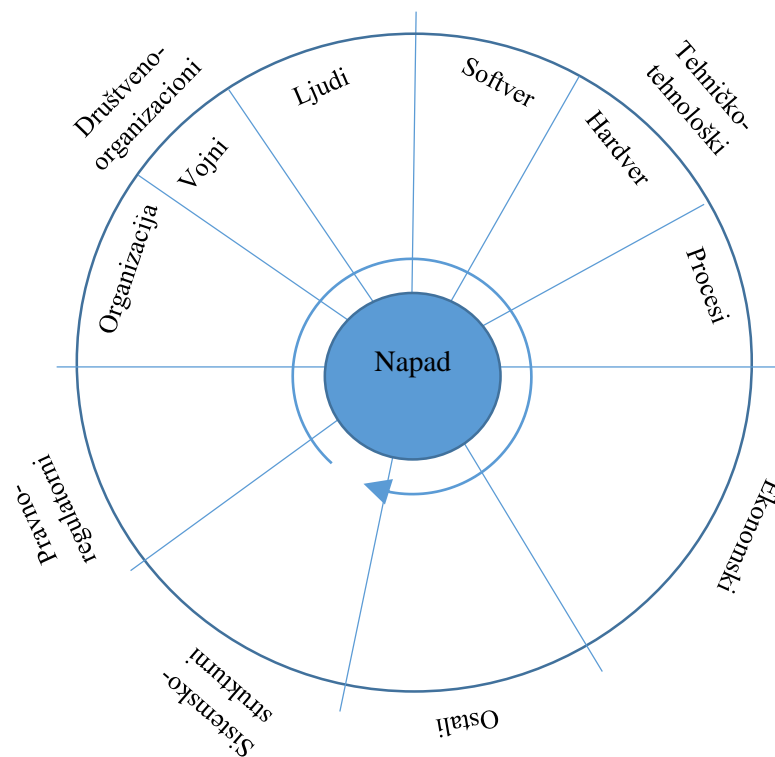 Društveno-
organizacioni
Ljudi
Softver
Tehničko-
tehnološki
Vojni
Hardver
Organizacija
Procesi
Napad
Pravno-
regulatorni
Ekonomski
Sistemsko-
strukturni
Ostali